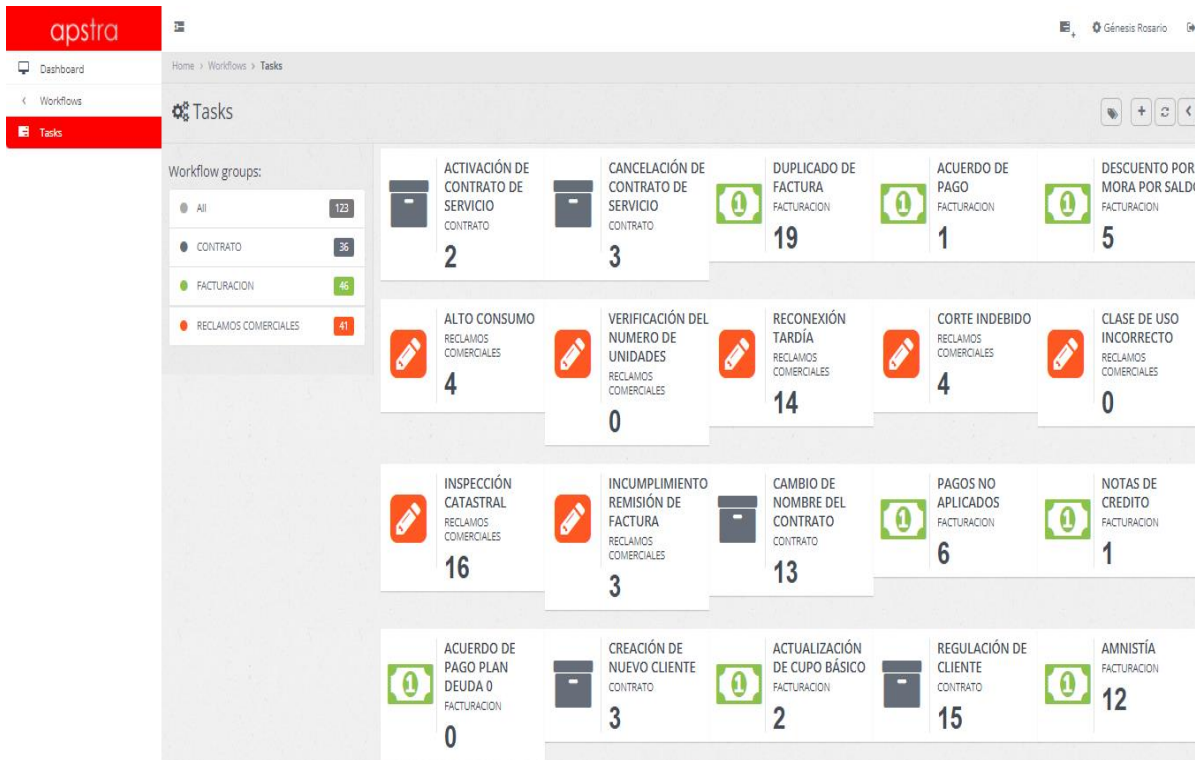 apstra
Génesis Rosario
Dashboard
Workflows
Tasks
Home > Workflows > Tasks
Tasks
Workflow groups:
All 123
CONTRATO 36
FACTURACION 46
RECLAMOS COMERCIALES 41
ACTIVACIÓN DE
CONTRATO DE
SERVICIO
CONTRATO
2
CANCELACIÓN DE
CONTRATO DE
SERVICIO
CONTRATO
3
DUPLICADO DE
FACTURA
FACTURACION
19
ACUERDO DE
PAGO
FACTURACION
1
DESCUENTO POR
MORA POR SALDO
FACTURACION
5
ALTO CONSUMO
RECLAMOS
COMERCIALES
4
VERIFICACIÓN DEL
NUMERO DE
UNIDADES
RECLAMOS
COMERCIALES
0
RECONEXIÓN
TARDÍA
RECLAMOS
COMERCIALES
14
CORTE INDEBIDO
RECLAMOS
COMERCIALES
4
CLASE DE USO
INCORRECTO
RECLAMOS
COMERCIALES
0
INSPECCIÓN
CATASTRAL
RECLAMOS
COMERCIALES
16
INCUMPLIMIENTO
REMISIÓN DE
FACTURA
RECLAMOS
COMERCIALES
3
CAMBIO DE
NOMBRE DEL
CONTRATO
CONTRATO
13
PAGOS NO
APLICADOS
FACTURACION
6
NOTAS DE
CREDITO
FACTURACION
1
ACUERDO DE
PAGO PLAN
DEUDA 0
FACTURACION
0
CREACIÓN DE
NUEVO CLIENTE
CONTRATO
3
ACTUALIZACIÓN
DE CUPO BÁSICO
FACTURACION
2
REGULACIÓN DE
CLIENTE
CONTRATO
15
AMNISTÍA
FACTURACION
12